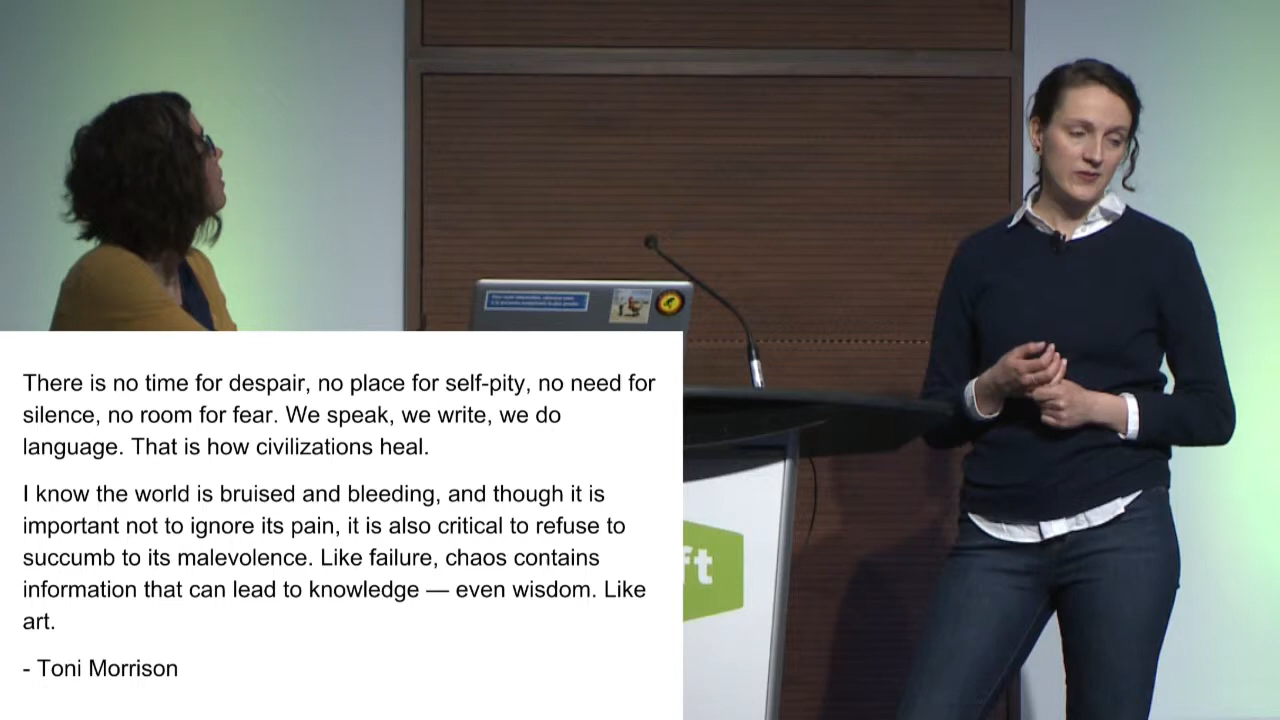 There is no time for despair, no place for self-pity, no need for
silence, no room for fear. We speak, we write, we do
language. That is how civilizations heal.
I know the world is bruised and bleeding, and though it is
important not to ignore its pain, it is also critical to refuse to
succumb to its malevolence. Like failure, chaos contains
information that can lead to knowledge — even wisdom. Like
art.
- Toni Morrison
ft